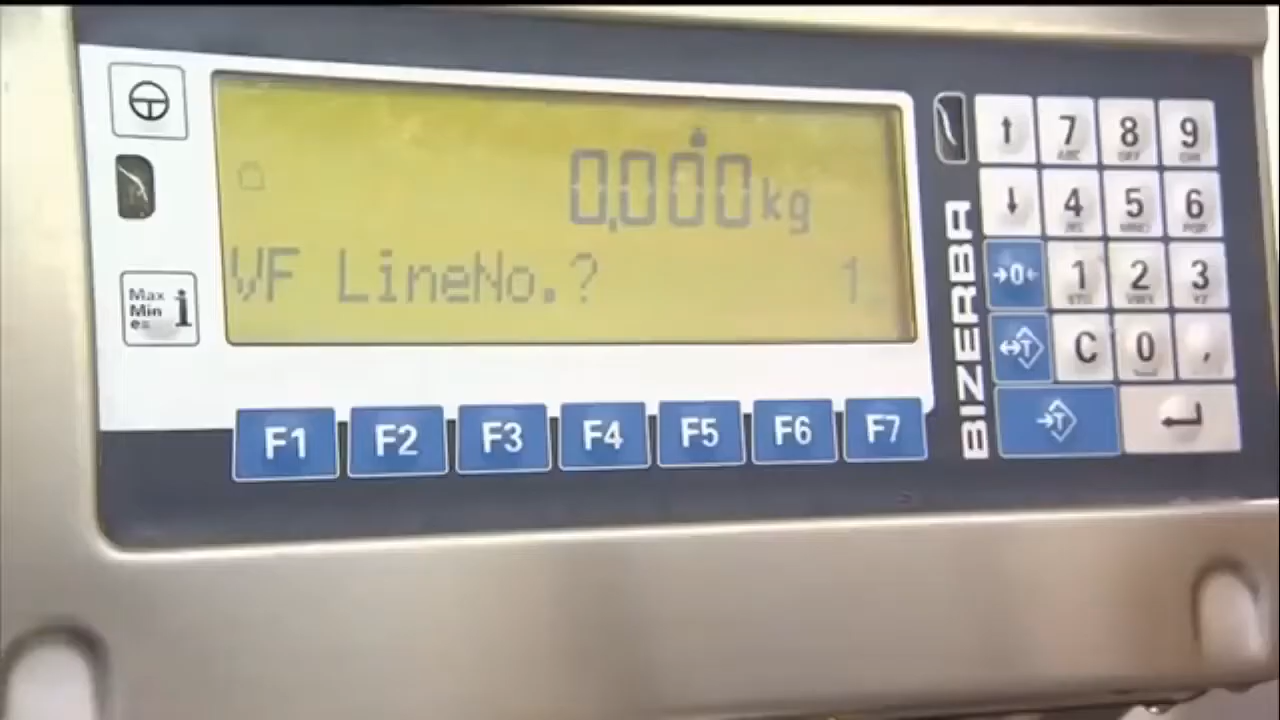 0,000kg
VF LineNo.? 1
Max
Min
e= i
F1 F2 F3 F4 F5 F6 F7
BIZERBA
↑ 7 8 9
↓ 4 5 6
→0← 1 2 3
↔T C 0 ,
→T ↵